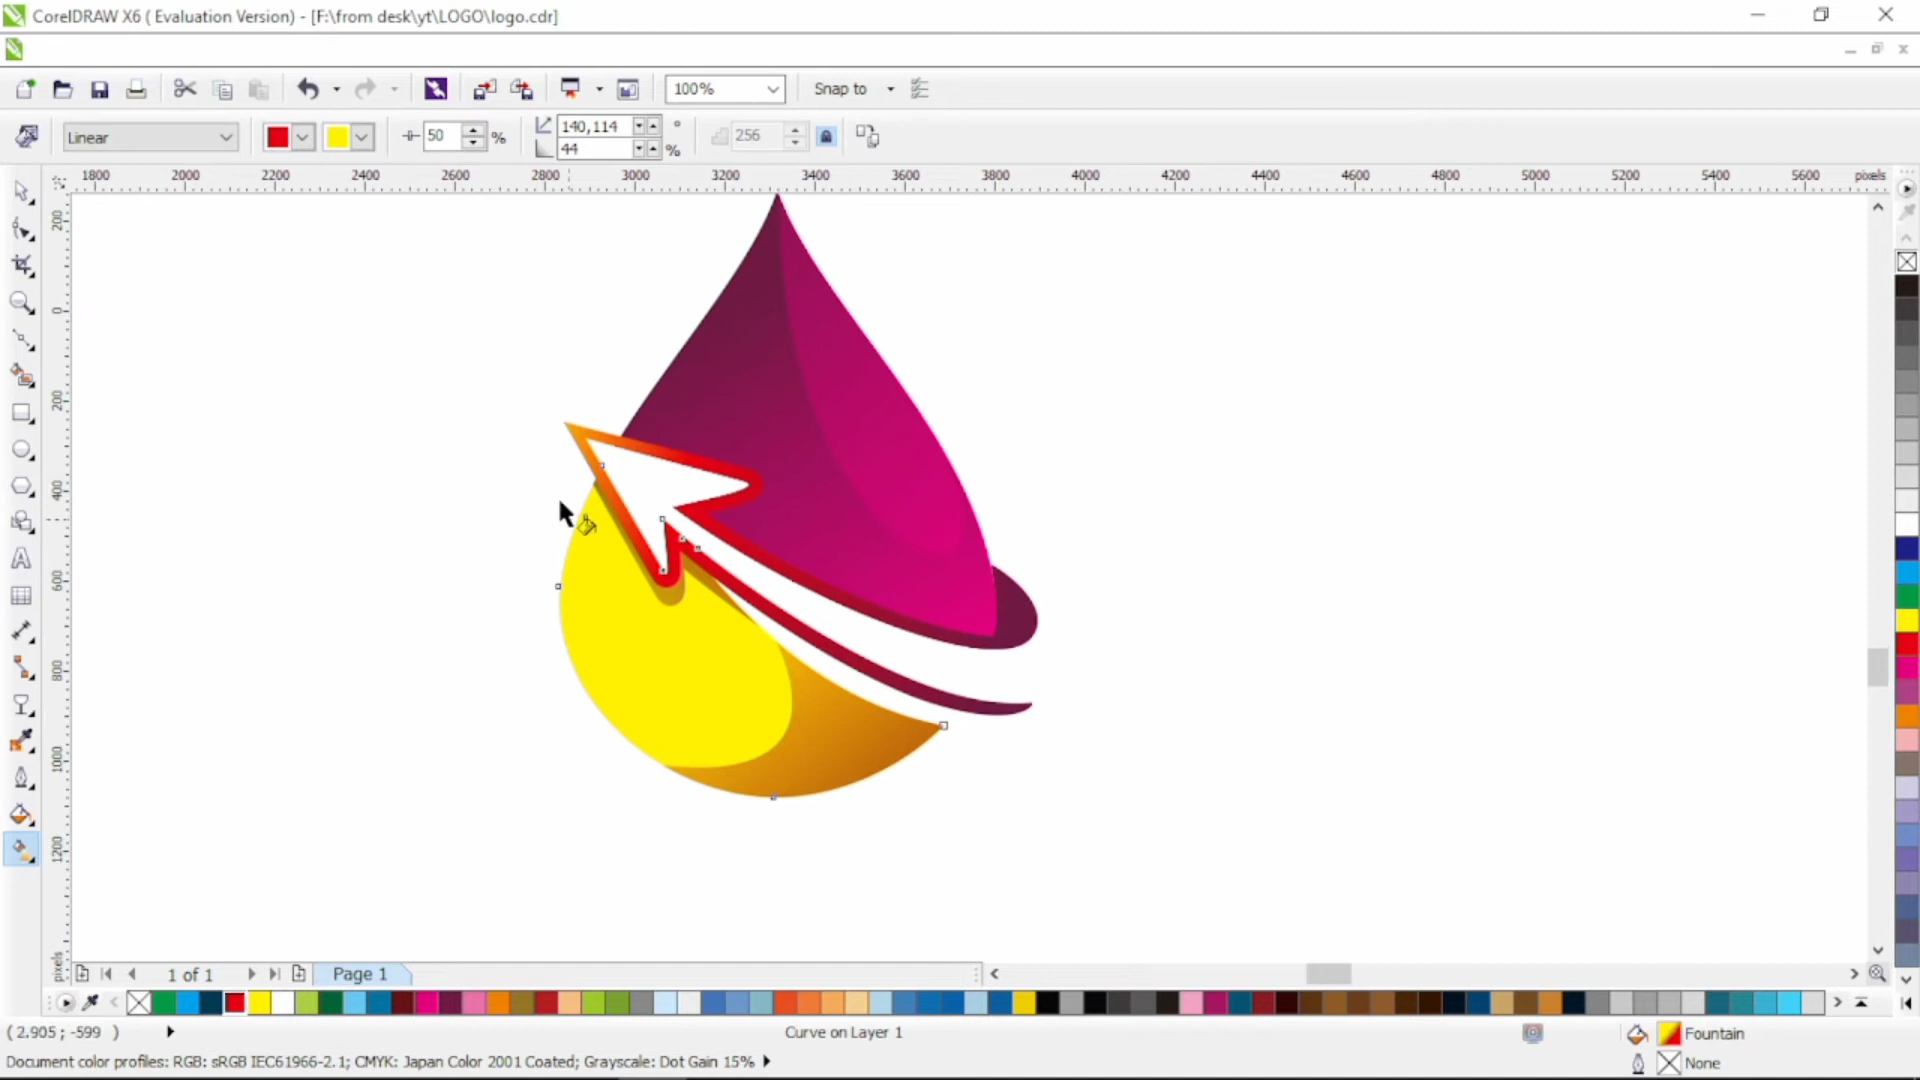 CorelDRAW X6 ( Evaluation Version) - [F:\from desk\yt\LOGO\logo.cdr]
100%
Snap to
Linear
50
%
140,114
°
44
%
256
1800 2000 2200 2400 2600 2800 3000 3200 3400 3600 3800 4000 4200 4400 4600 4800 5000 5200 5400 5600 pixels
200
0
200
400
600
800
1000
1200
pixels
1 of 1
Page 1
( 2.905 ; -599 )
Curve on Layer 1
Fountain
Document color profiles: RGB: sRGB IEC61966-2.1; CMYK: Japan Color 2001 Coated; Grayscale: Dot Gain 15%
None